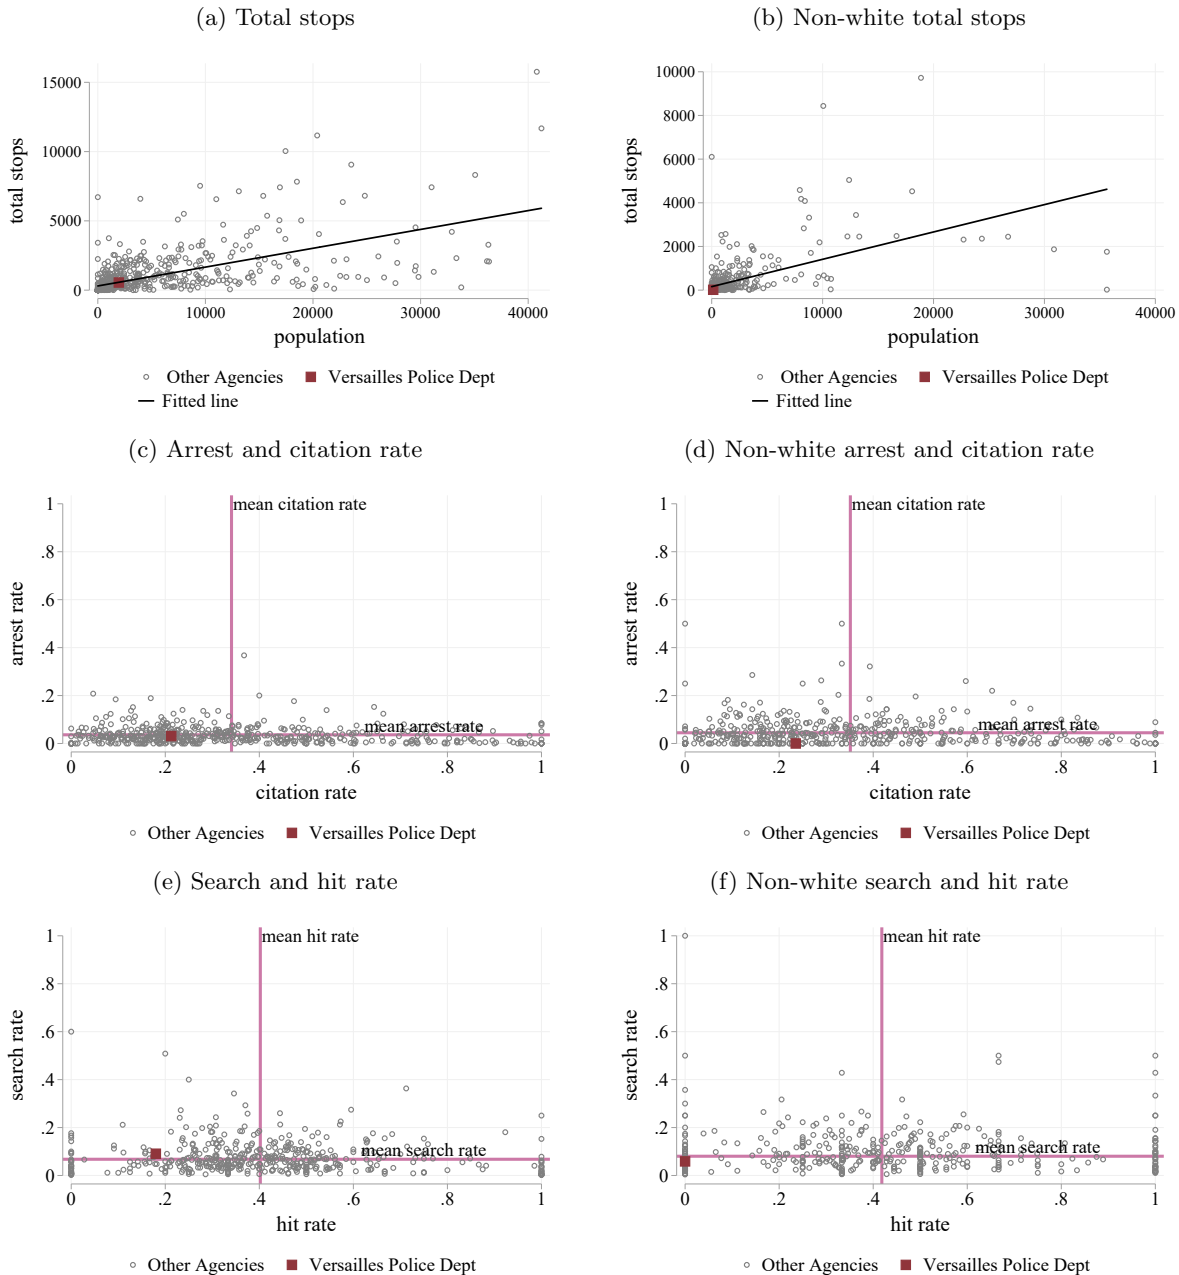 (a) Total stops
(b) Non-white total stops
total stops
15000
10000
5000
0
0 10000 20000 30000 40000
population
Other Agencies Versailles Police Dept
Fitted line
total stops
10000
8000
6000
4000
2000
0
0 10000 20000 30000 40000
population
Other Agencies Versailles Police Dept
Fitted line
(c) Arrest and citation rate
(d) Non-white arrest and citation rate
arrest rate
1
.8
.6
.4
.2
0
mean citation rate
mean arrest rate
0 .2 .4 .6 .8 1
citation rate
Other Agencies Versailles Police Dept
arrest rate
1
.8
.6
.4
.2
0
mean citation rate
mean arrest rate
0 .2 .4 .6 .8 1
citation rate
Other Agencies Versailles Police Dept
(e) Search and hit rate
(f) Non-white search and hit rate
search rate
1
.8
.6
.4
.2
0
mean hit rate
mean search rate
0 .2 .4 .6 .8 1
hit rate
Other Agencies Versailles Police Dept
search rate
1
.8
.6
.4
.2
0
mean hit rate
mean search rate
0 .2 .4 .6 .8 1
hit rate
Other Agencies Versailles Police Dept